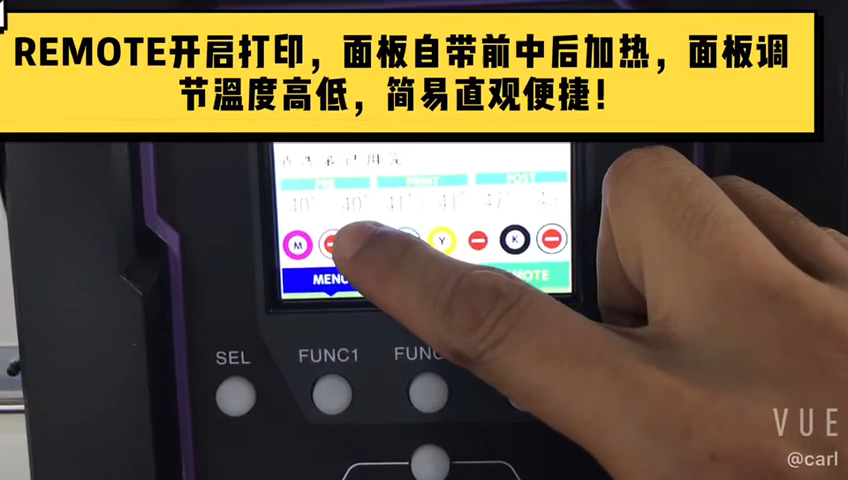 REMOTE开启打印，面板自带前中后加热，面板调
节溫度高低，简易直观便捷！
PRE PRINT POST
40° 40° 41° 41° 47°
M Y K
MENU
SEL FUNC1 FUNC
VUE
@carl